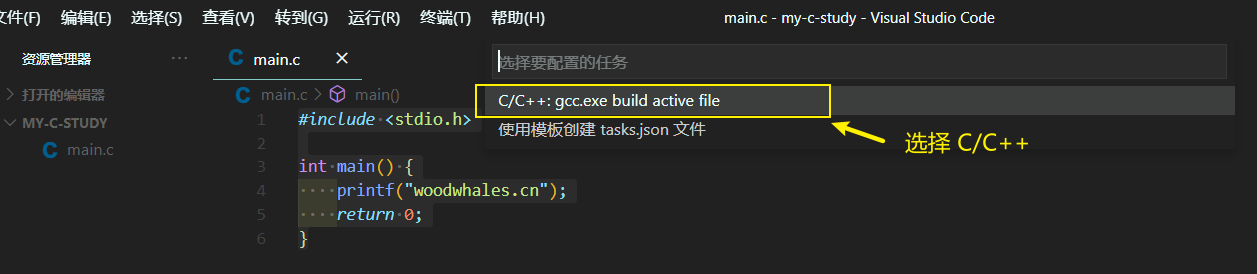 文件(F) 编辑(E) 选择(S) 查看(V) 转到(G) 运行(R) 终端(T) 帮助(H) main.c - my-c-study - Visual Studio Code
资源管理器 ··· C main.c ×
选择要配置的任务
打开的编辑器
C main.c > main()
C/C++: gcc.exe build active file
MY-C-STUDY
1 #include <stdio.h>
使用模板创建 tasks.json 文件
选择 C/C++
C main.c
2
3 int main() {
4 ····printf("woodwhales.cn");
5 ····return 0;
6 }